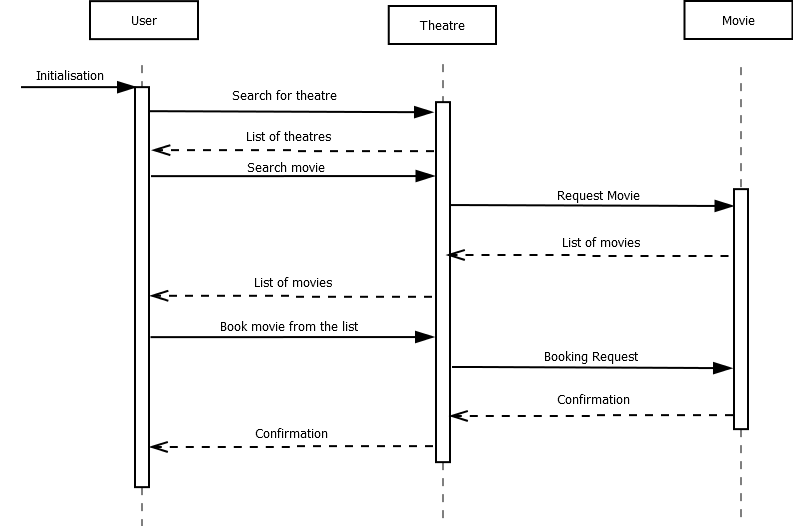 User
Theatre
Movie
Initialisation
Search for theatre
List of theatres
Search movie
Request Movie
List of movies
List of movies
Book movie from the list
Booking Request
Confirmation
Confirmation